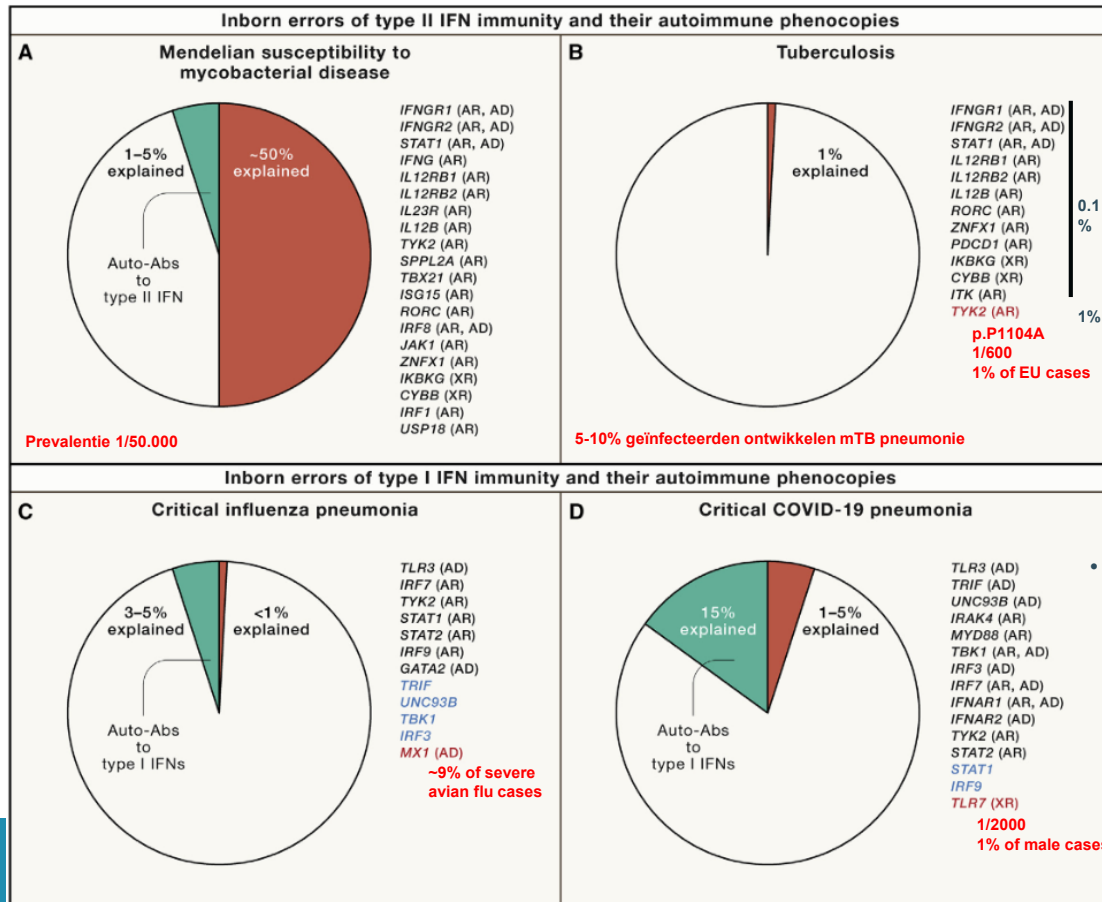 Inborn errors of type II IFN immunity and their autoimmune phenocopies
A
Mendelian susceptibility to
mycobacterial disease
1–5%
explained
~50%
explained
Auto-Abs
to
type II IFN
IFNGR1 (AR, AD)
IFNGR2 (AR, AD)
STAT1 (AR, AD)
IFNG (AR)
IL12RB1 (AR)
IL12RB2 (AR)
IL23R (AR)
IL12B (AR)
TYK2 (AR)
SPPL2A (AR)
TBX21 (AR)
ISG15 (AR)
RORC (AR)
IRF8 (AR, AD)
JAK1 (AR)
ZNFX1 (AR)
IKBKG (XR)
CYBB (XR)
IRF1 (AR)
USP18 (AR)
Prevalentie 1/50.000
B
Tuberculosis
1%
explained
IFNGR1 (AR, AD)
IFNGR2 (AR, AD)
STAT1 (AR, AD)
IL12RB1 (AR)
IL12RB2 (AR)
IL12B (AR)
RORC (AR)
ZNFX1 (AR)
PDCD1 (AR)
IKBKG (XR)
CYBB (XR)
ITK (AR)
TYK2 (AR)
0.1
%
1%
p.P1104A
1/600
1% of EU cases
5-10% geïnfecteerden ontwikkelen mTB pneumonie
Inborn errors of type I IFN immunity and their autoimmune phenocopies
C
Critical influenza pneumonia
3–5%
explained
<1%
explained
Auto-Abs
to
type I IFNs
TLR3 (AD)
IRF7 (AR)
TYK2 (AR)
STAT1 (AR)
STAT2 (AR)
IRF9 (AR)
GATA2 (AD)
TRIF
UNC93B
TBK1
IRF3
MX1 (AD)
~9% of severe
avian flu cases
D
Critical COVID-19 pneumonia
15%
explained
1–5%
explained
Auto-Abs
to
type I IFNs
TLR3 (AD)
TRIF (AD)
UNC93B (AD)
IRAK4 (AR)
MYD88 (AR)
TBK1 (AR, AD)
IRF3 (AD)
IRF7 (AR, AD)
IFNAR1 (AR, AD)
IFNAR2 (AD)
TYK2 (AR)
STAT2 (AR)
STAT1
IRF9
TLR7 (XR)
1/2000
1% of male cases